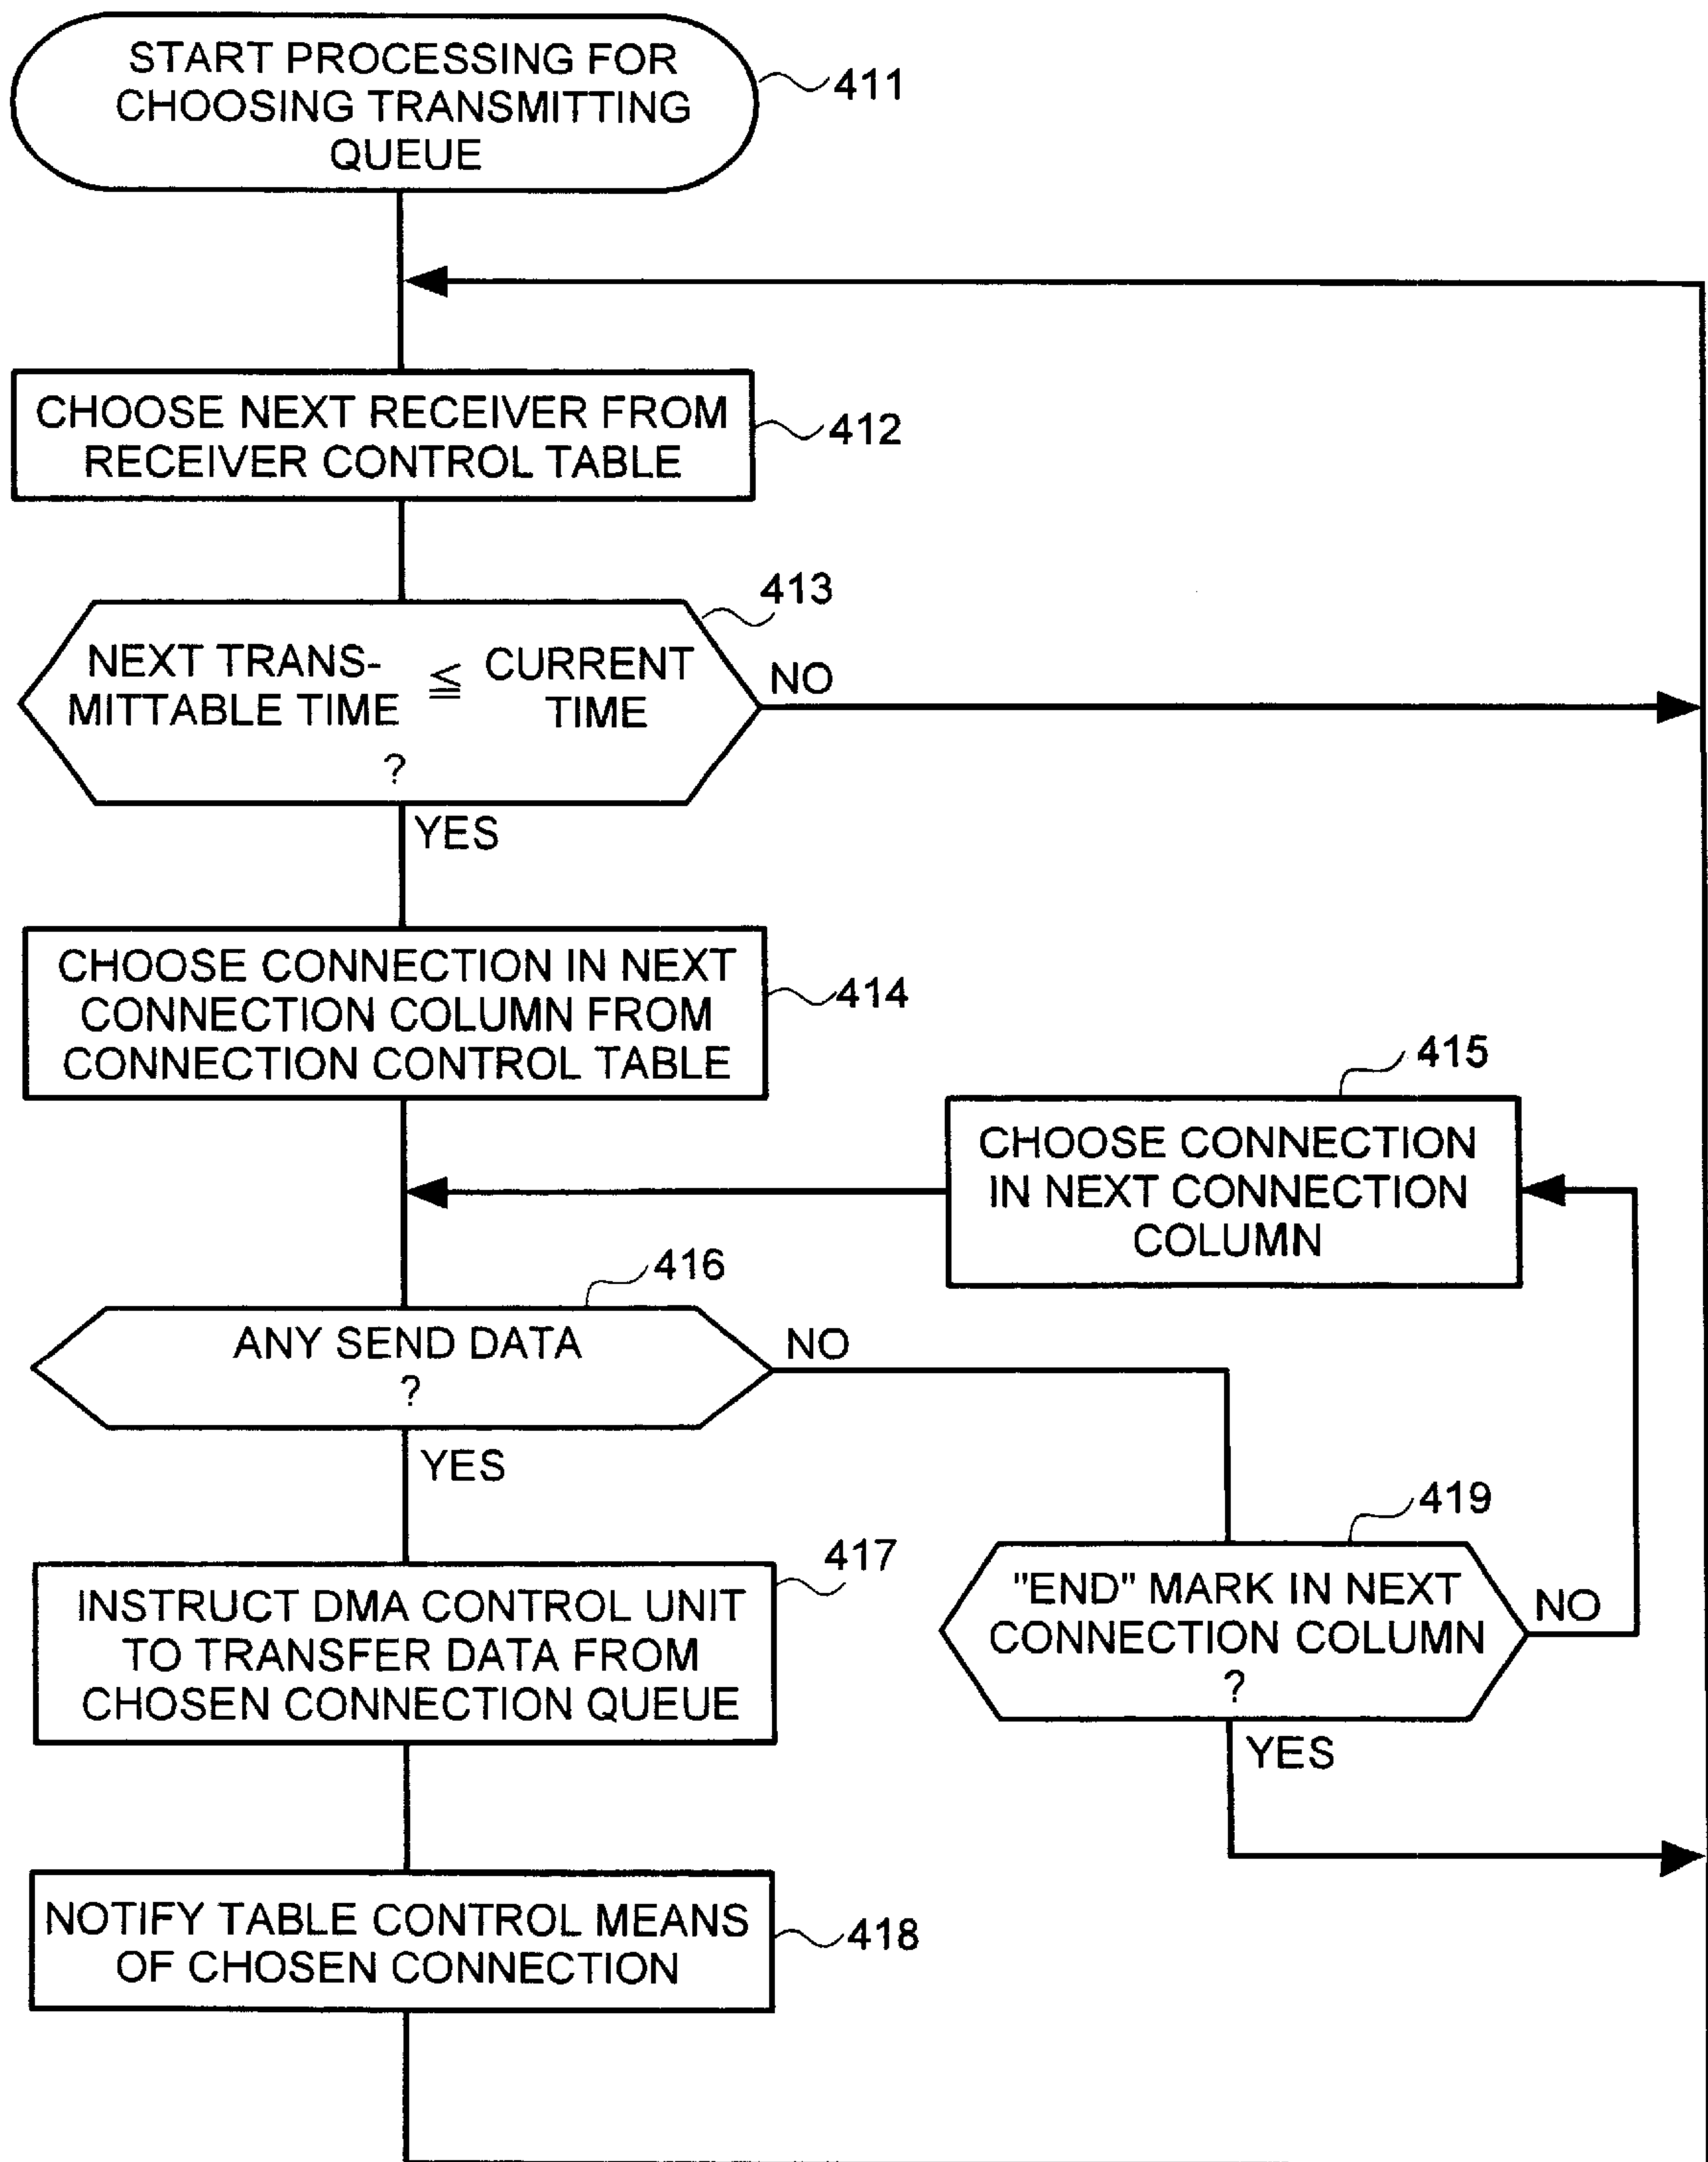 START PROCESSING FOR
CHOOSING TRANSMITTING
QUEUE
411
CHOOSE NEXT RECEIVER FROM
RECEIVER CONTROL TABLE
412
413
NEXT TRANS-
MITTABLE TIME
≦
CURRENT
TIME
?
NO
YES
CHOOSE CONNECTION IN NEXT
CONNECTION COLUMN FROM
CONNECTION CONTROL TABLE
414
415
CHOOSE CONNECTION
IN NEXT CONNECTION
COLUMN
416
ANY SEND DATA
?
NO
YES
417
INSTRUCT DMA CONTROL UNIT
TO TRANSFER DATA FROM
CHOSEN CONNECTION QUEUE
419
"END" MARK IN NEXT
CONNECTION COLUMN
?
NO
YES
NOTIFY TABLE CONTROL MEANS
OF CHOSEN CONNECTION
418